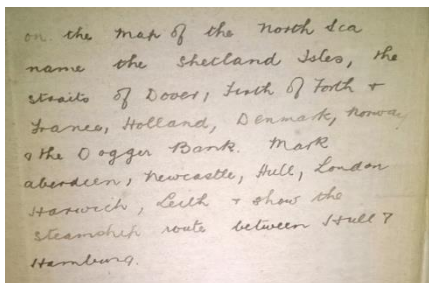 on the map of the North Sea
name the Shetland Isles, the
straits of Dover, Firth of Forth +
France, Holland, Denmark, Norway
& the Dogger Bank. Mark
aberdeen, Newcastle, Hull, London
Harwich, Leith + show the
steamship route between Hull &
Hamburg.